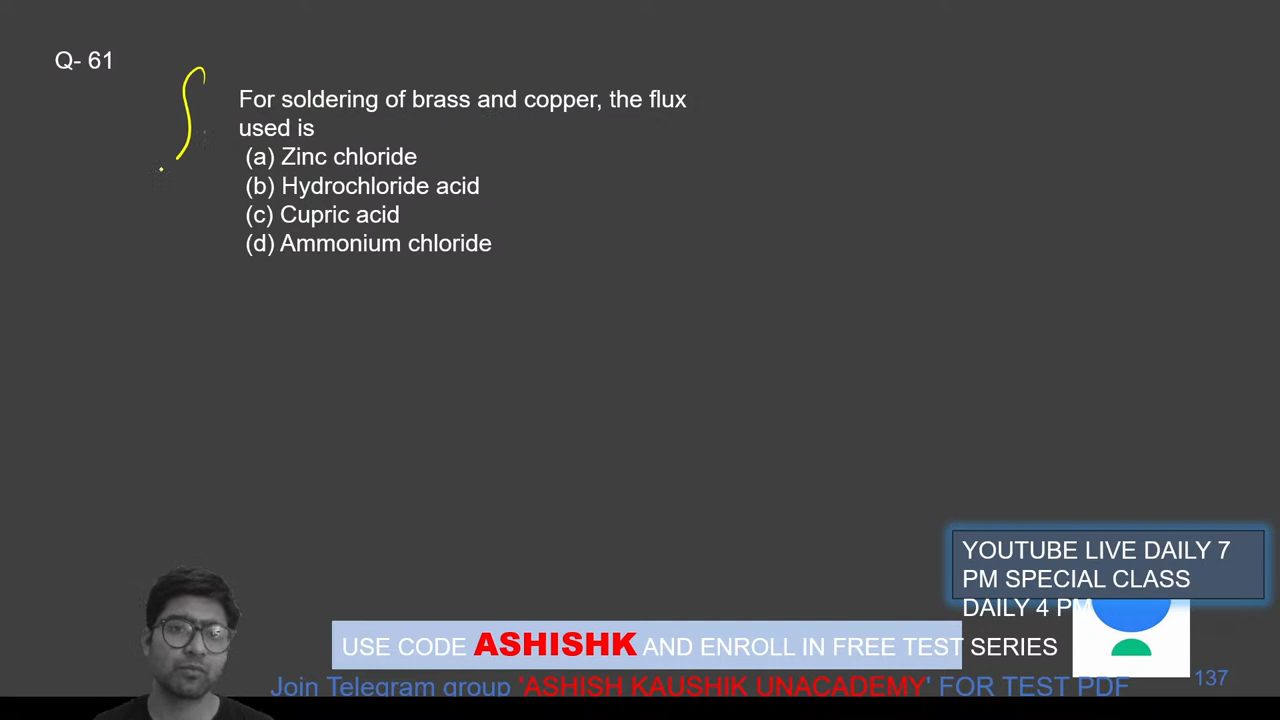 Q- 61
For soldering of brass and copper, the flux
used is
(a) Zinc chloride
(b) Hydrochloride acid
(c) Cupric acid
(d) Ammonium chloride
YOUTUBE LIVE DAILY 7
PM SPECIAL CLASS
DAILY 4 PM
USE CODE ASHISHK AND ENROLL IN FREE TEST SERIES
Join Telegram group 'ASHISH KAUSHIK UNACADEMY' FOR TEST PDF
137